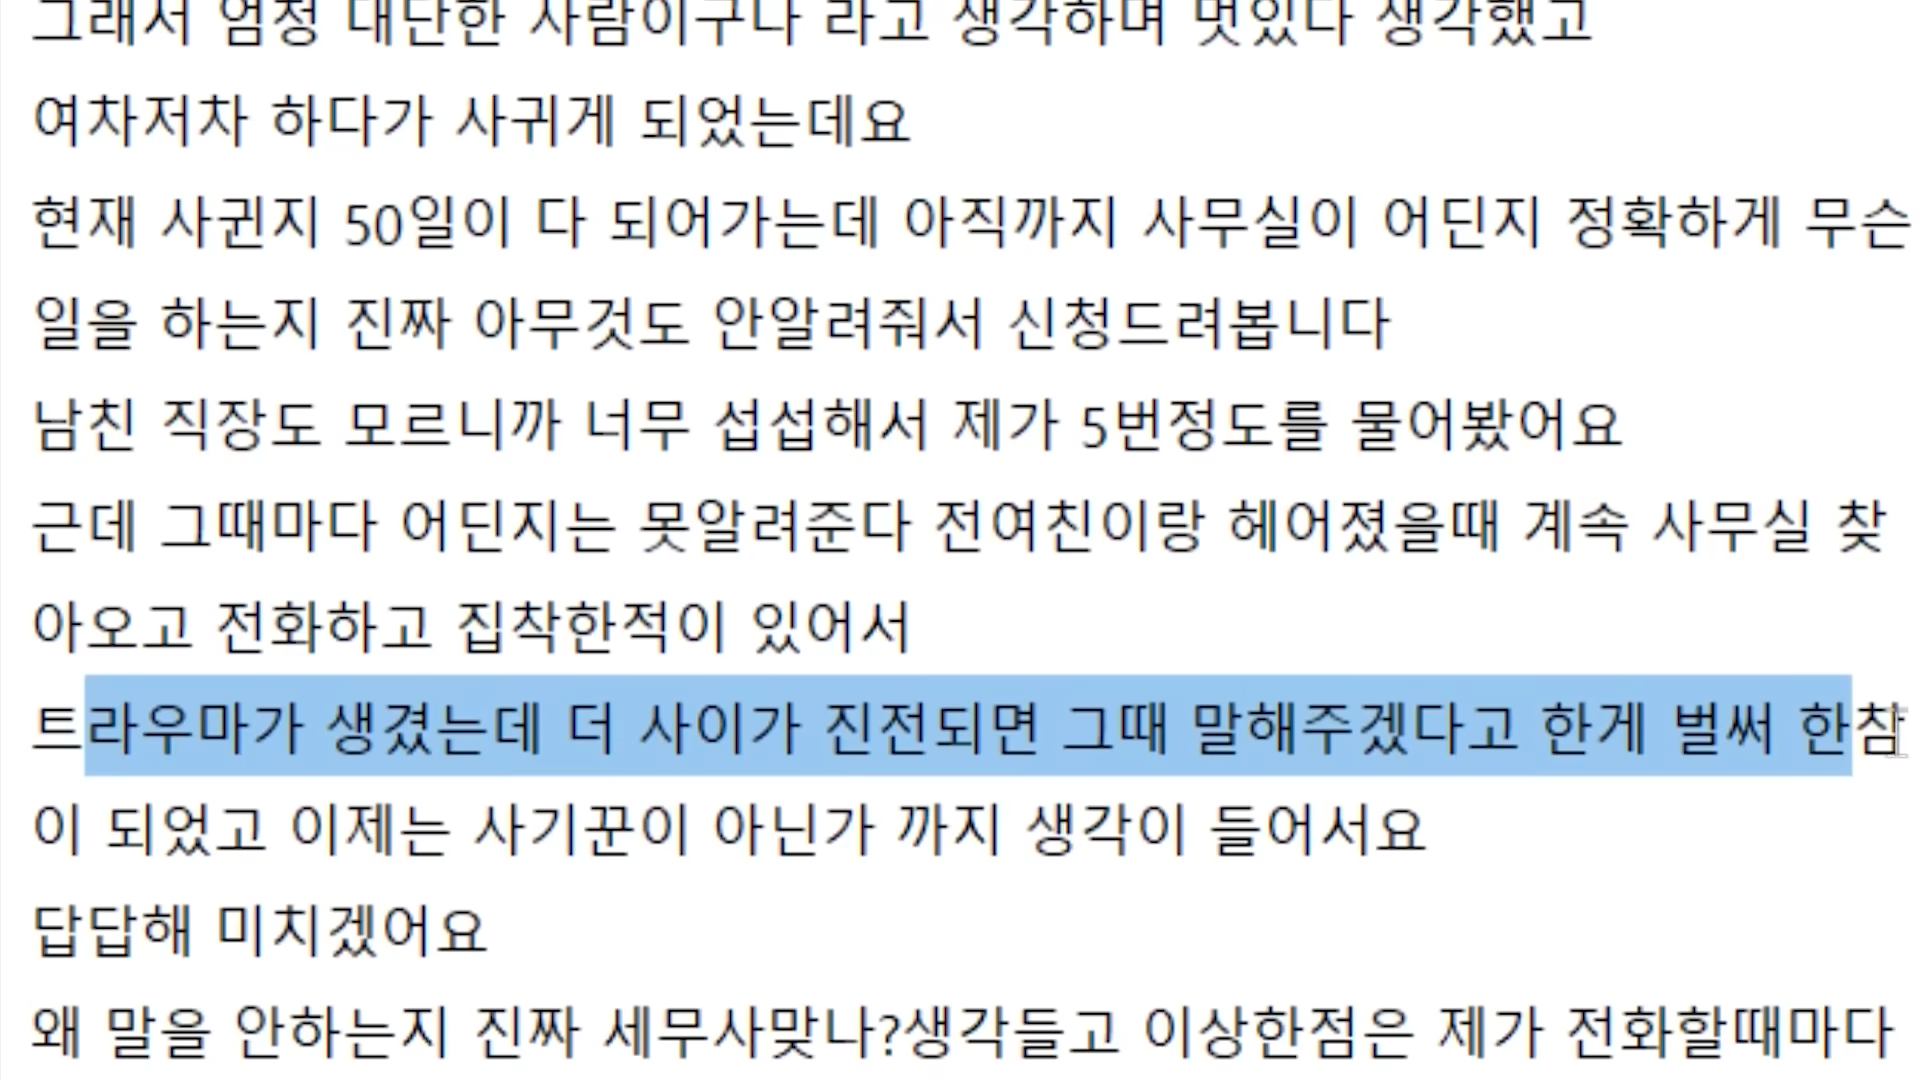 그래서 엄청 대단한 사람이구나 라고 생각하며 멋있다 생각했고
여차저차 하다가 사귀게 되었는데요
현재 사귄지 50일이 다 되어가는데 아직까지 사무실이 어딘지 정확하게 무슨
일을 하는지 진짜 아무것도 안알려줘서 신청드려봅니다
남친 직장도 모르니까 너무 섭섭해서 제가 5번정도를 물어봤어요
근데 그때마다 어딘지는 못알려준다 전여친이랑 헤어졌을때 계속 사무실 찾
아오고 전화하고 집착한적이 있어서
트라우마가 생겼는데 더 사이가 진전되면 그때 말해주겠다고 한게 벌써 한참
이 되었고 이제는 사기꾼이 아닌가 까지 생각이 들어서요
답답해 미치겠어요
왜 말을 안하는지 진짜 세무사맞나?생각들고 이상한점은 제가 전화할때마다